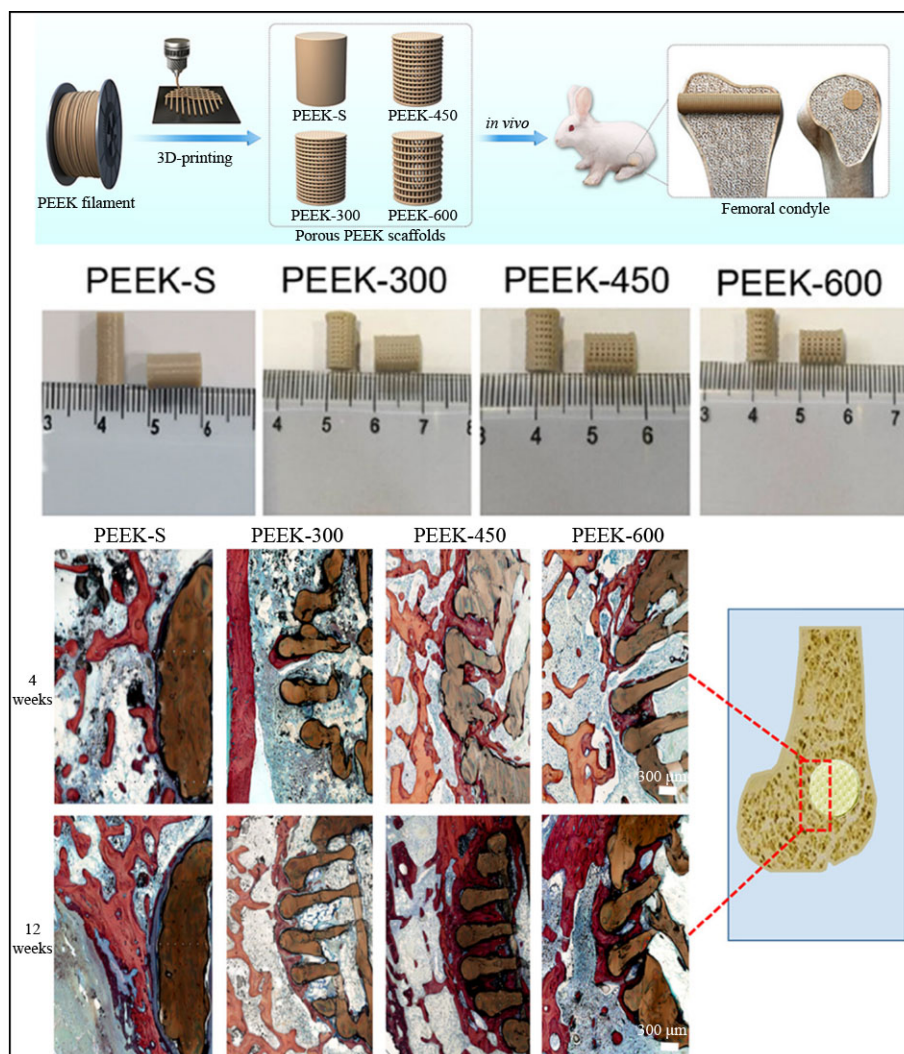 PEEK filament
3D-printing
PEEK-S
PEEK-450
PEEK-300
PEEK-600
Porous PEEK scaffolds
in vivo
Femoral condyle
PEEK-S
PEEK-300
PEEK-450
PEEK-600
3 4 5 6
4 5 6 7 8
3 4 5 6
3 4 5 6 7
PEEK-S
PEEK-300
PEEK-450
PEEK-600
4
weeks
300 μm
12
weeks
300 μm